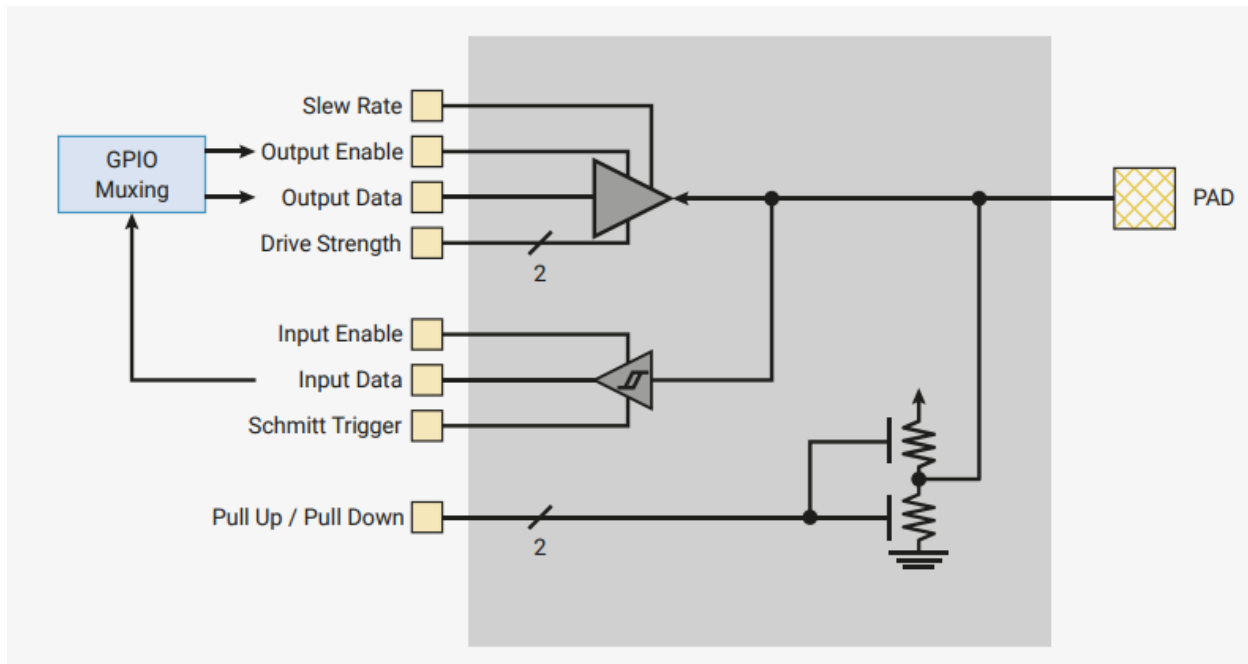 Slew Rate
GPIO
Muxing
Output Enable
Output Data
PAD
Drive Strength
2
Input Enable
Input Data
Schmitt Trigger
Pull Up / Pull Down
2